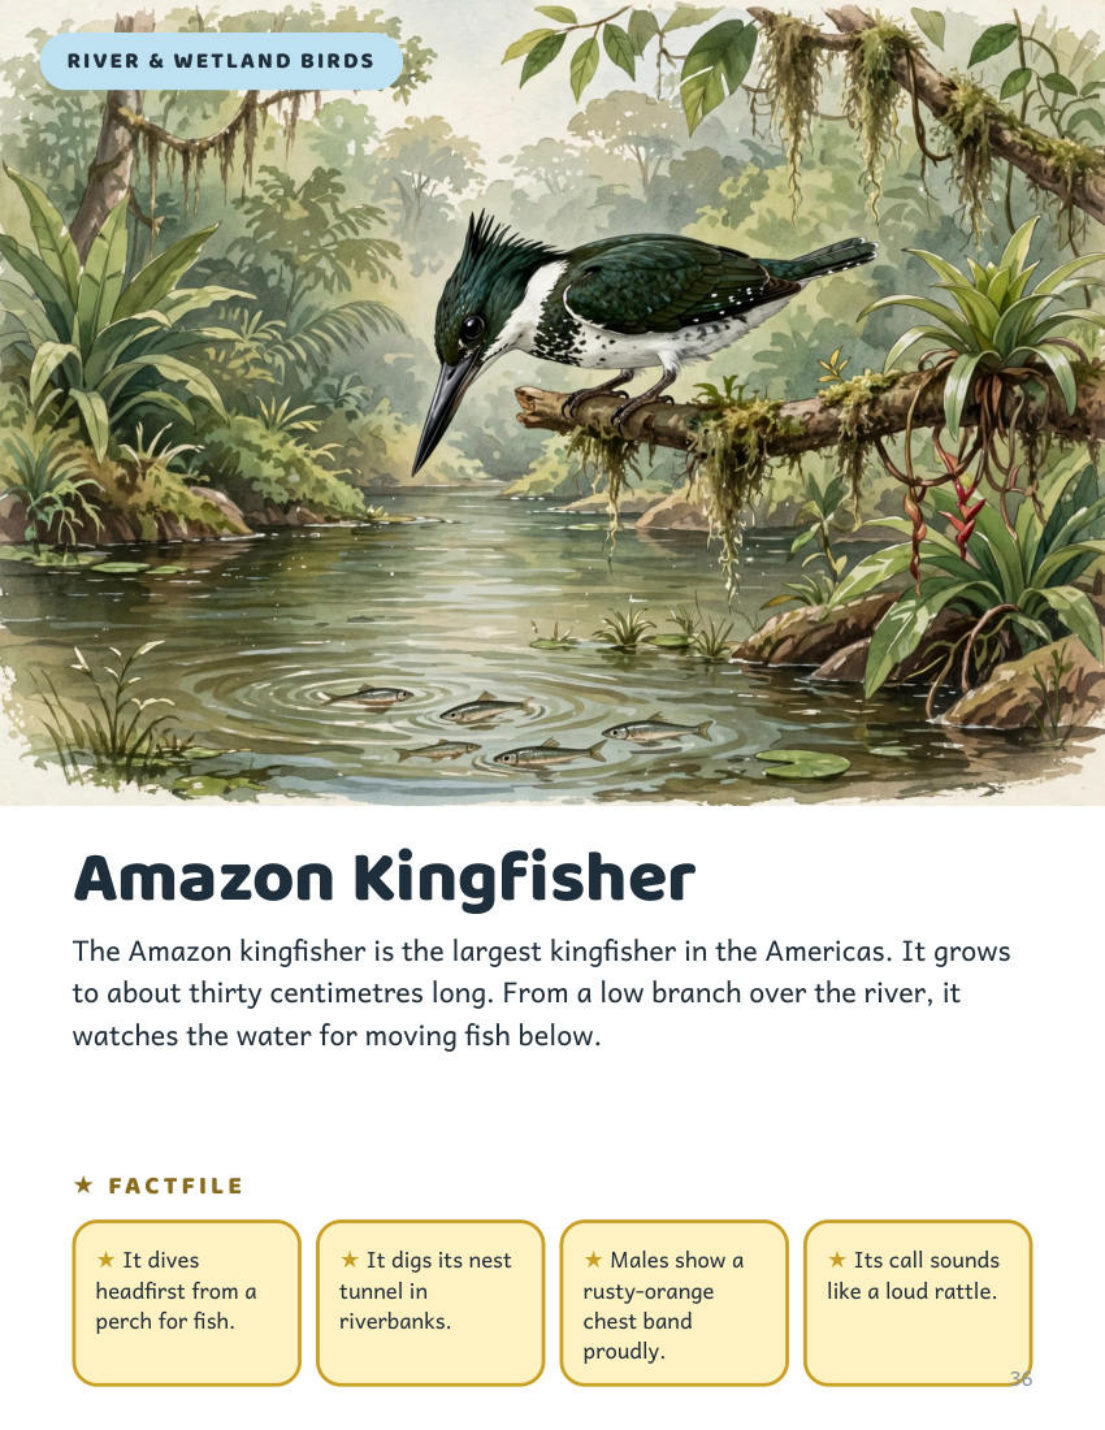 RIVER & WETLAND BIRDS
Amazon Kingfisher
The Amazon kingfisher is the largest kingfisher in the Americas. It grows
to about thirty centimetres long. From a low branch over the river, it
watches the water for moving fish below.
★ FACTFILE
★ It dives
headfirst from a
perch for fish.
★ It digs its nest
tunnel in
riverbanks.
★ Males show a
rusty-orange
chest band
proudly.
★ Its call sounds
like a loud rattle.
36